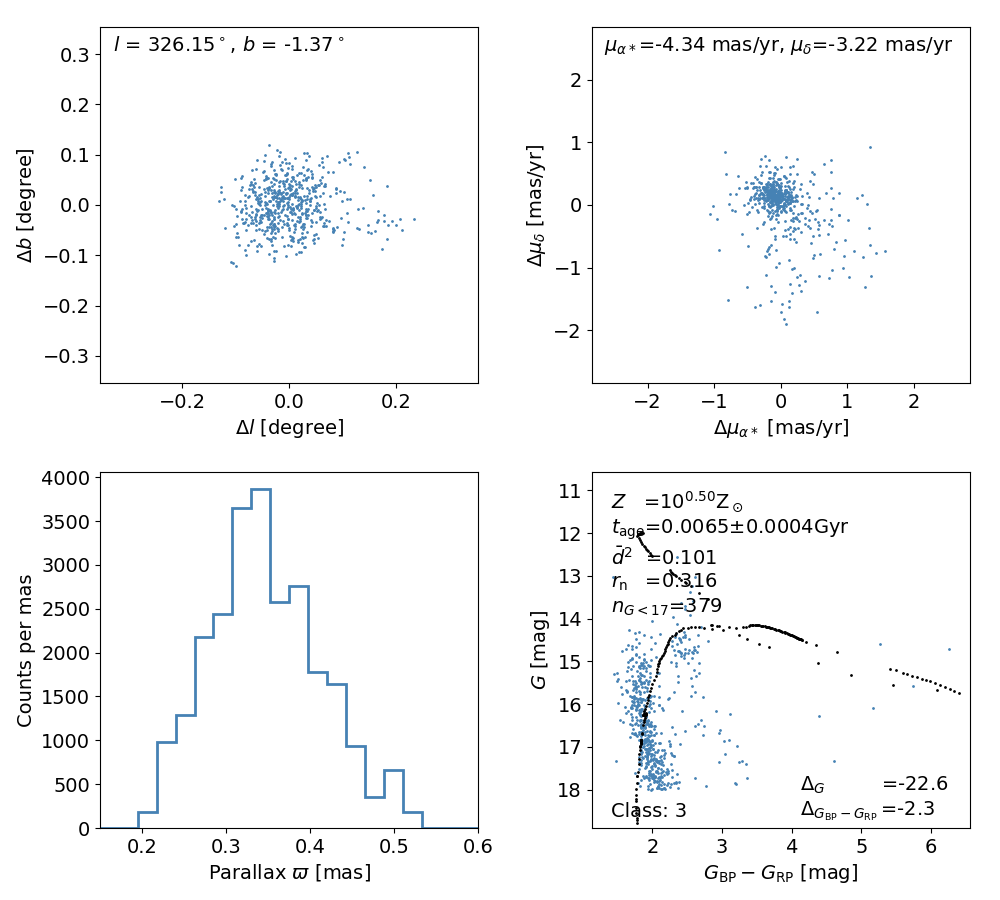 l = 326.15°, b = -1.37°
0.3
0.2
0.1
0.0
−0.1
−0.2
−0.3
Δb [degree]
−0.2 0.0 0.2
Δl [degree]
μα*=-4.34 mas/yr, μδ=-3.22 mas/yr
2
1
0
−1
−2
Δμδ [mas/yr]
−2 −1 0 1 2
Δμα* [mas/yr]
4000
3500
3000
2500
2000
1500
1000
500
0
Counts per mas
0.2 0.3 0.4 0.5 0.6
Parallax ϖ [mas]
11
12
13
14
15
16
17
18
G [mag]
Z =10^0.50 Z⊙
t_age=0.0065±0.0004Gyr
d̄² =0.101
r_n =0.316
n_G<17=379
Δ_G =-22.6
Δ_GBP−GRP =-2.3
Class: 3
2 3 4 5 6
G_BP − G_RP [mag]